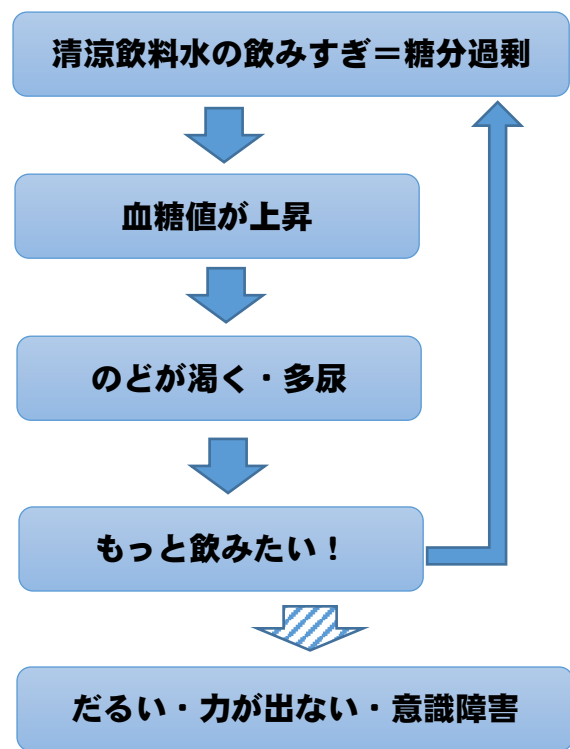 清涼飲料水の飲みすぎ＝糖分過剰
血糖値が上昇
のどが渇く・多尿
もっと飲みたい！
だるい・力が出ない・意識障害